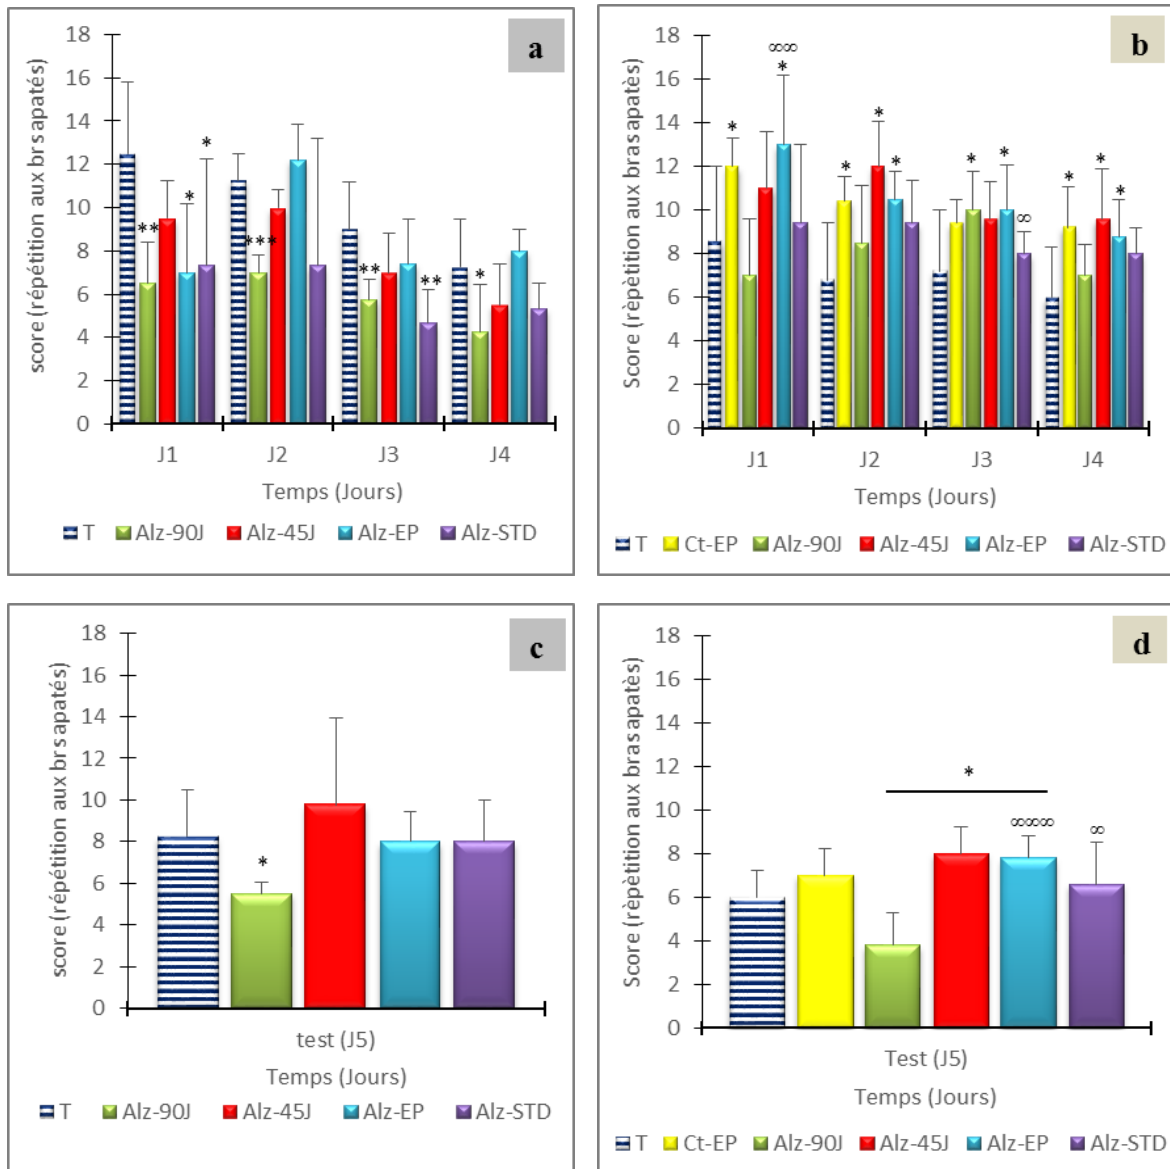 a
score (répétition aux brs apatés)
18
16
14
12
10
8
6
4
2
0
** * *
***
** **
*
J1 J2 J3 J4
Temps (Jours)
T Alz-90J Alz-45J Alz-EP Alz-STD
b
Score (rèpètition aux bras apatès)
18
16
14
12
10
8
6
4
2
0
* ∞∞ *
* * *
* * ∞
* * *
J1 J2 J3 J4
Temps (Jours)
T Ct-EP Alz-90J Alz-45J Alz-EP Alz-STD
c
score (répétition aux brs apatés)
18
16
14
12
10
8
6
4
2
0
*
test (J5)
Temps (Jours)
T Alz-90J Alz-45J Alz-EP Alz-STD
d
Score (rèpètition aux bras apatès)
18
16
14
12
10
8
6
4
2
0
*
∞∞ ∞
Test (J5)
Temps (Jours)
T Ct-EP Alz-90J Alz-45J Alz-EP Alz-STD